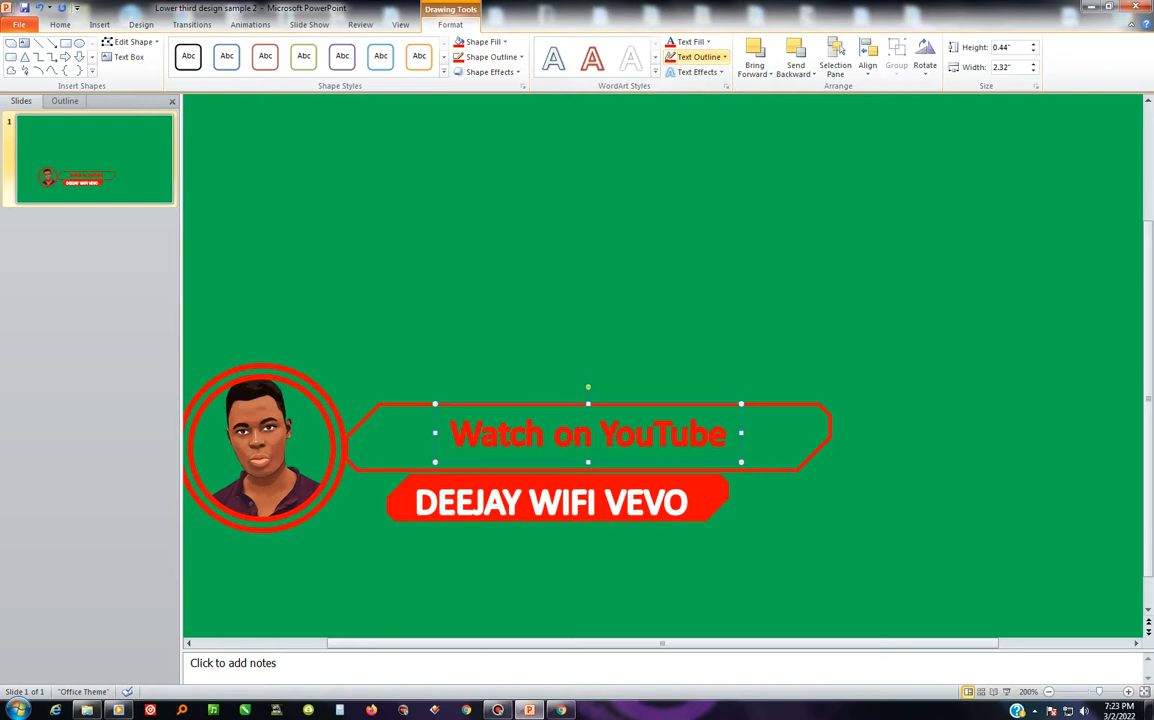 Lower third design sample 2 - Microsoft PowerPoint
Drawing Tools
File Home Insert Design Transitions Animations Slide Show Review View Format
Edit Shape
Text Box
Insert Shapes
Abc Abc Abc Abc Abc Abc Abc
Shape Fill
Shape Outline
Shape Effects
Shape Styles
A A A
Text Fill
Text Outline
Text Effects
WordArt Styles
Bring Forward
Send Backward
Selection Pane
Align
Group
Rotate
Arrange
Height: 0.44"
Width: 2.32"
Size
Slides Outline
1
Watch on YouTube
DEEJAY WIFI VEVO
DEEJAY WIFI VEVO
Click to add notes
Slide 1 of 1 "Office Theme" 200%
7:23 PM
3/2/2022